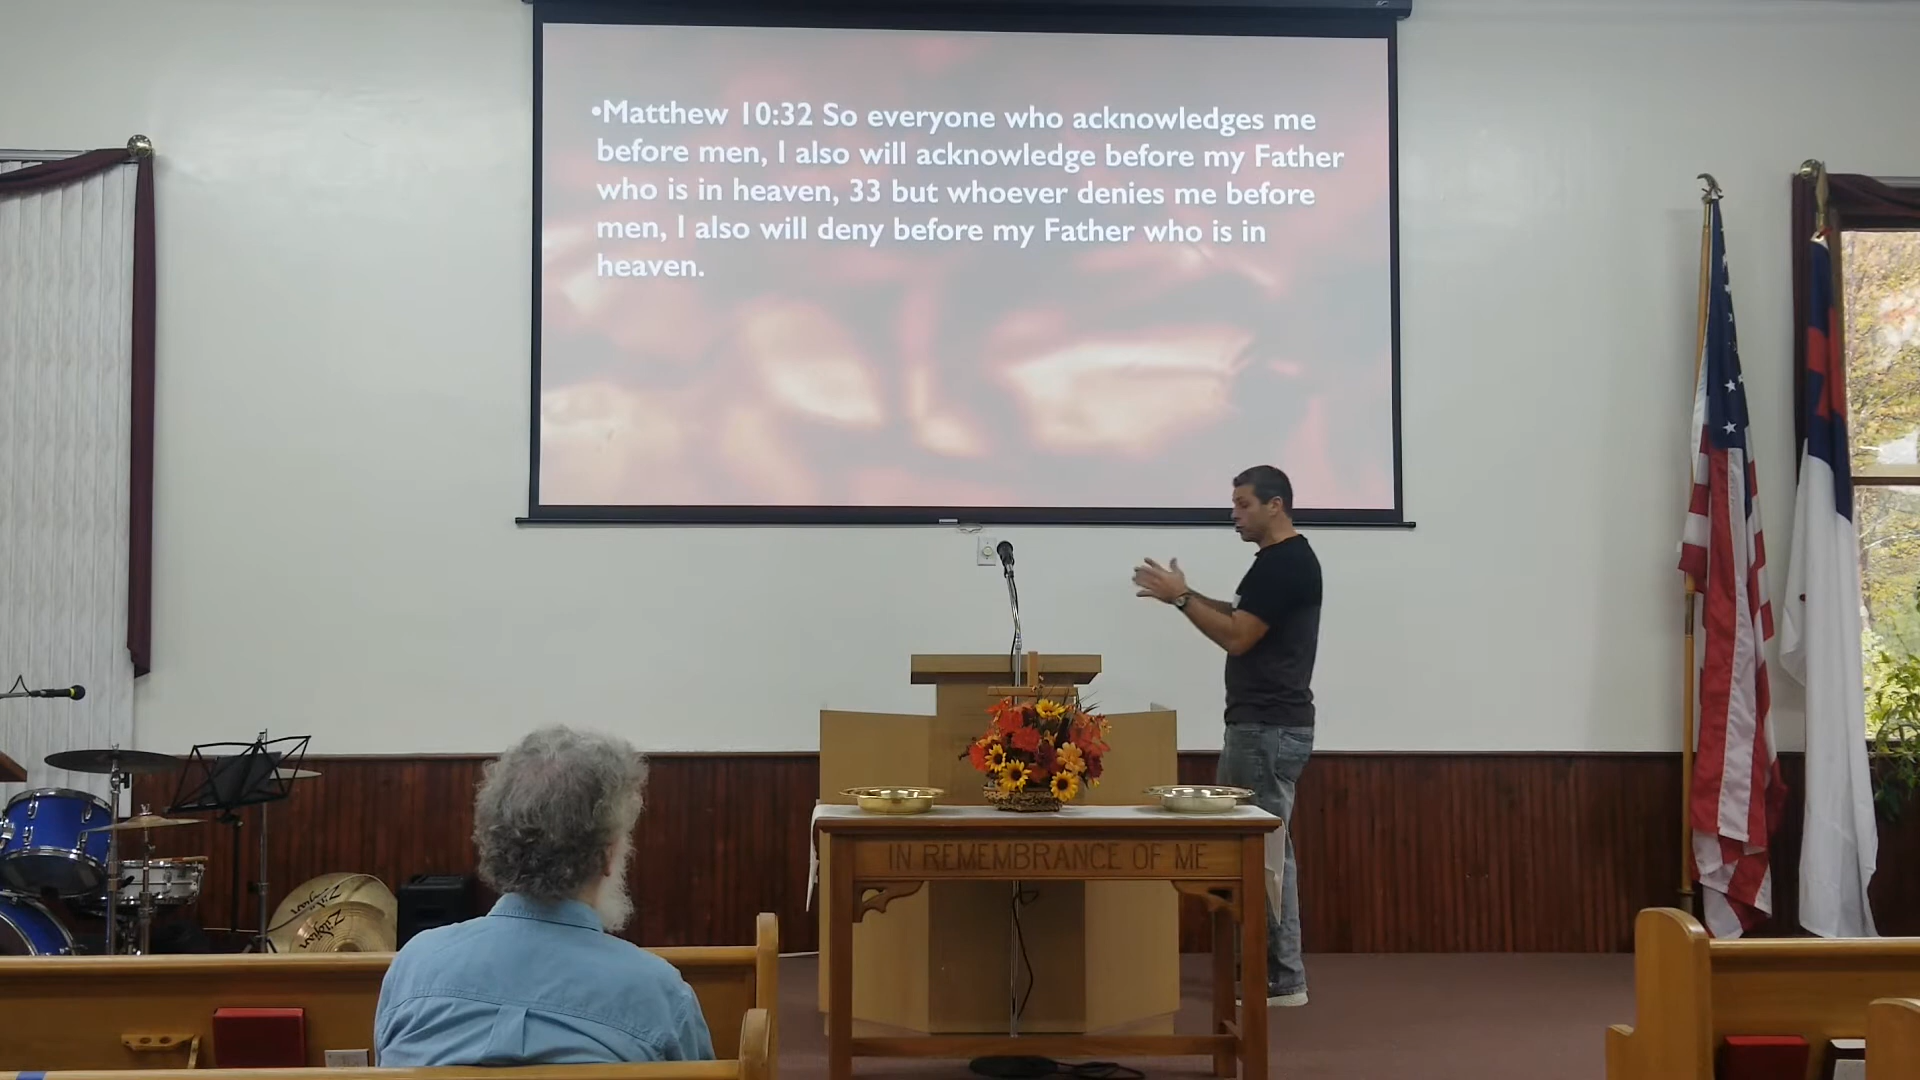 •Matthew 10:32 So everyone who acknowledges me
before men, I also will acknowledge before my Father
who is in heaven, 33 but whoever denies me before
men, I also will deny before my Father who is in
heaven.
IN REMEMBRANCE OF ME
Zildjian
Zildjian